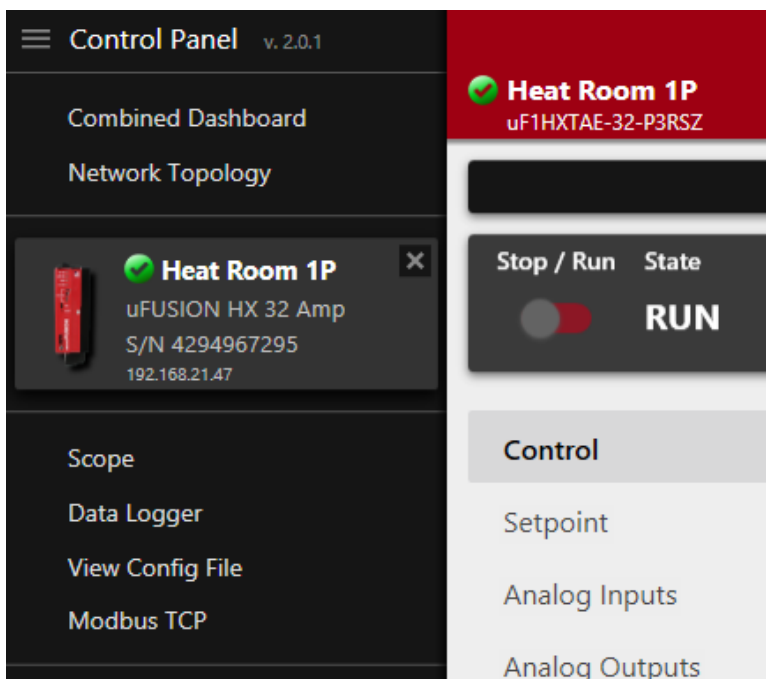 Control Panel v. 2.0.1
Combined Dashboard
Network Topology
Heat Room 1P
uFUSION HX 32 Amp
S/N 4294967295
192.168.21.47
Scope
Data Logger
View Config File
Modbus TCP
Heat Room 1P
uF1HXTAE-32-P3RSZ
Stop / Run State
RUN
Control
Setpoint
Analog Inputs
Analog Outputs